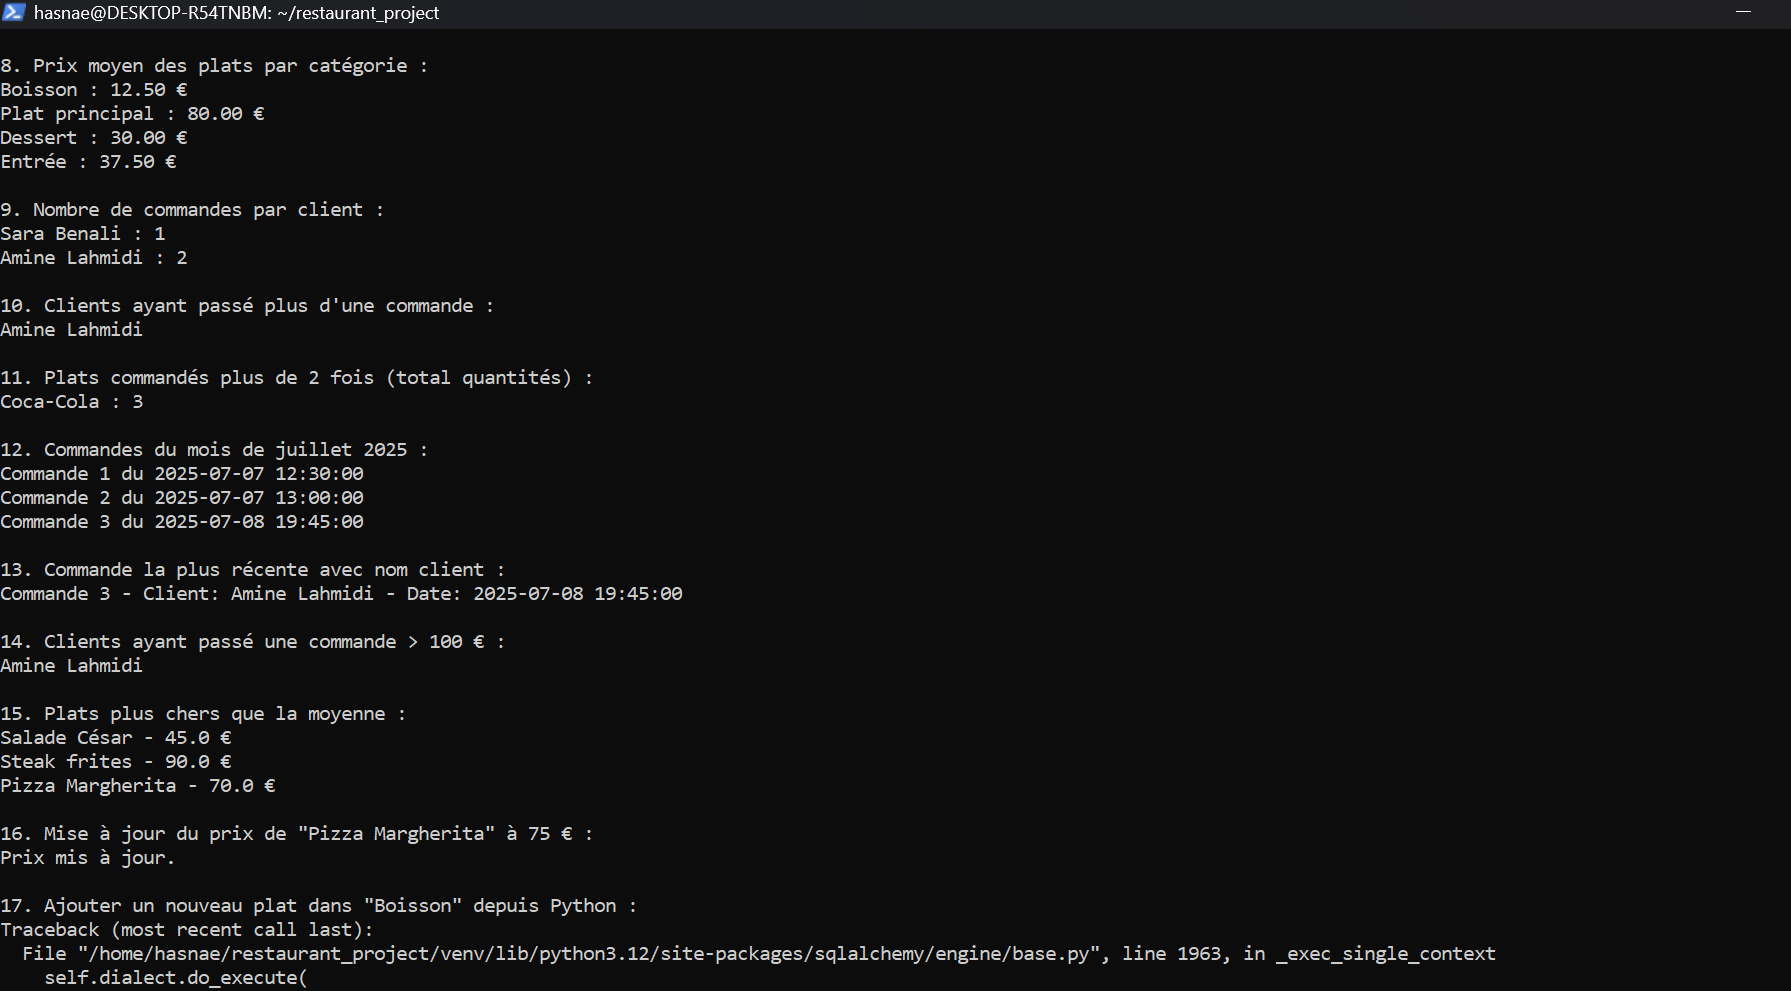 hasnae@DESKTOP-R54TNBM: ~/restaurant_project
8. Prix moyen des plats par catégorie :
Boisson : 12.50 €
Plat principal : 80.00 €
Dessert : 30.00 €
Entrée : 37.50 €
9. Nombre de commandes par client :
Sara Benali : 1
Amine Lahmidi : 2
10. Clients ayant passé plus d'une commande :
Amine Lahmidi
11. Plats commandés plus de 2 fois (total quantités) :
Coca-Cola : 3
12. Commandes du mois de juillet 2025 :
Commande 1 du 2025-07-07 12:30:00
Commande 2 du 2025-07-07 13:00:00
Commande 3 du 2025-07-08 19:45:00
13. Commande la plus récente avec nom client :
Commande 3 - Client: Amine Lahmidi - Date: 2025-07-08 19:45:00
14. Clients ayant passé une commande > 100 € :
Amine Lahmidi
15. Plats plus chers que la moyenne :
Salade César - 45.0 €
Steak frites - 90.0 €
Pizza Margherita - 70.0 €
16. Mise à jour du prix de "Pizza Margherita" à 75 € :
Prix mis à jour.
17. Ajouter un nouveau plat dans "Boisson" depuis Python :
Traceback (most recent call last):
  File "/home/hasnae/restaurant_project/venv/lib/python3.12/site-packages/sqlalchemy/engine/base.py", line 1963, in _exec_single_context
    self.dialect.do_execute(